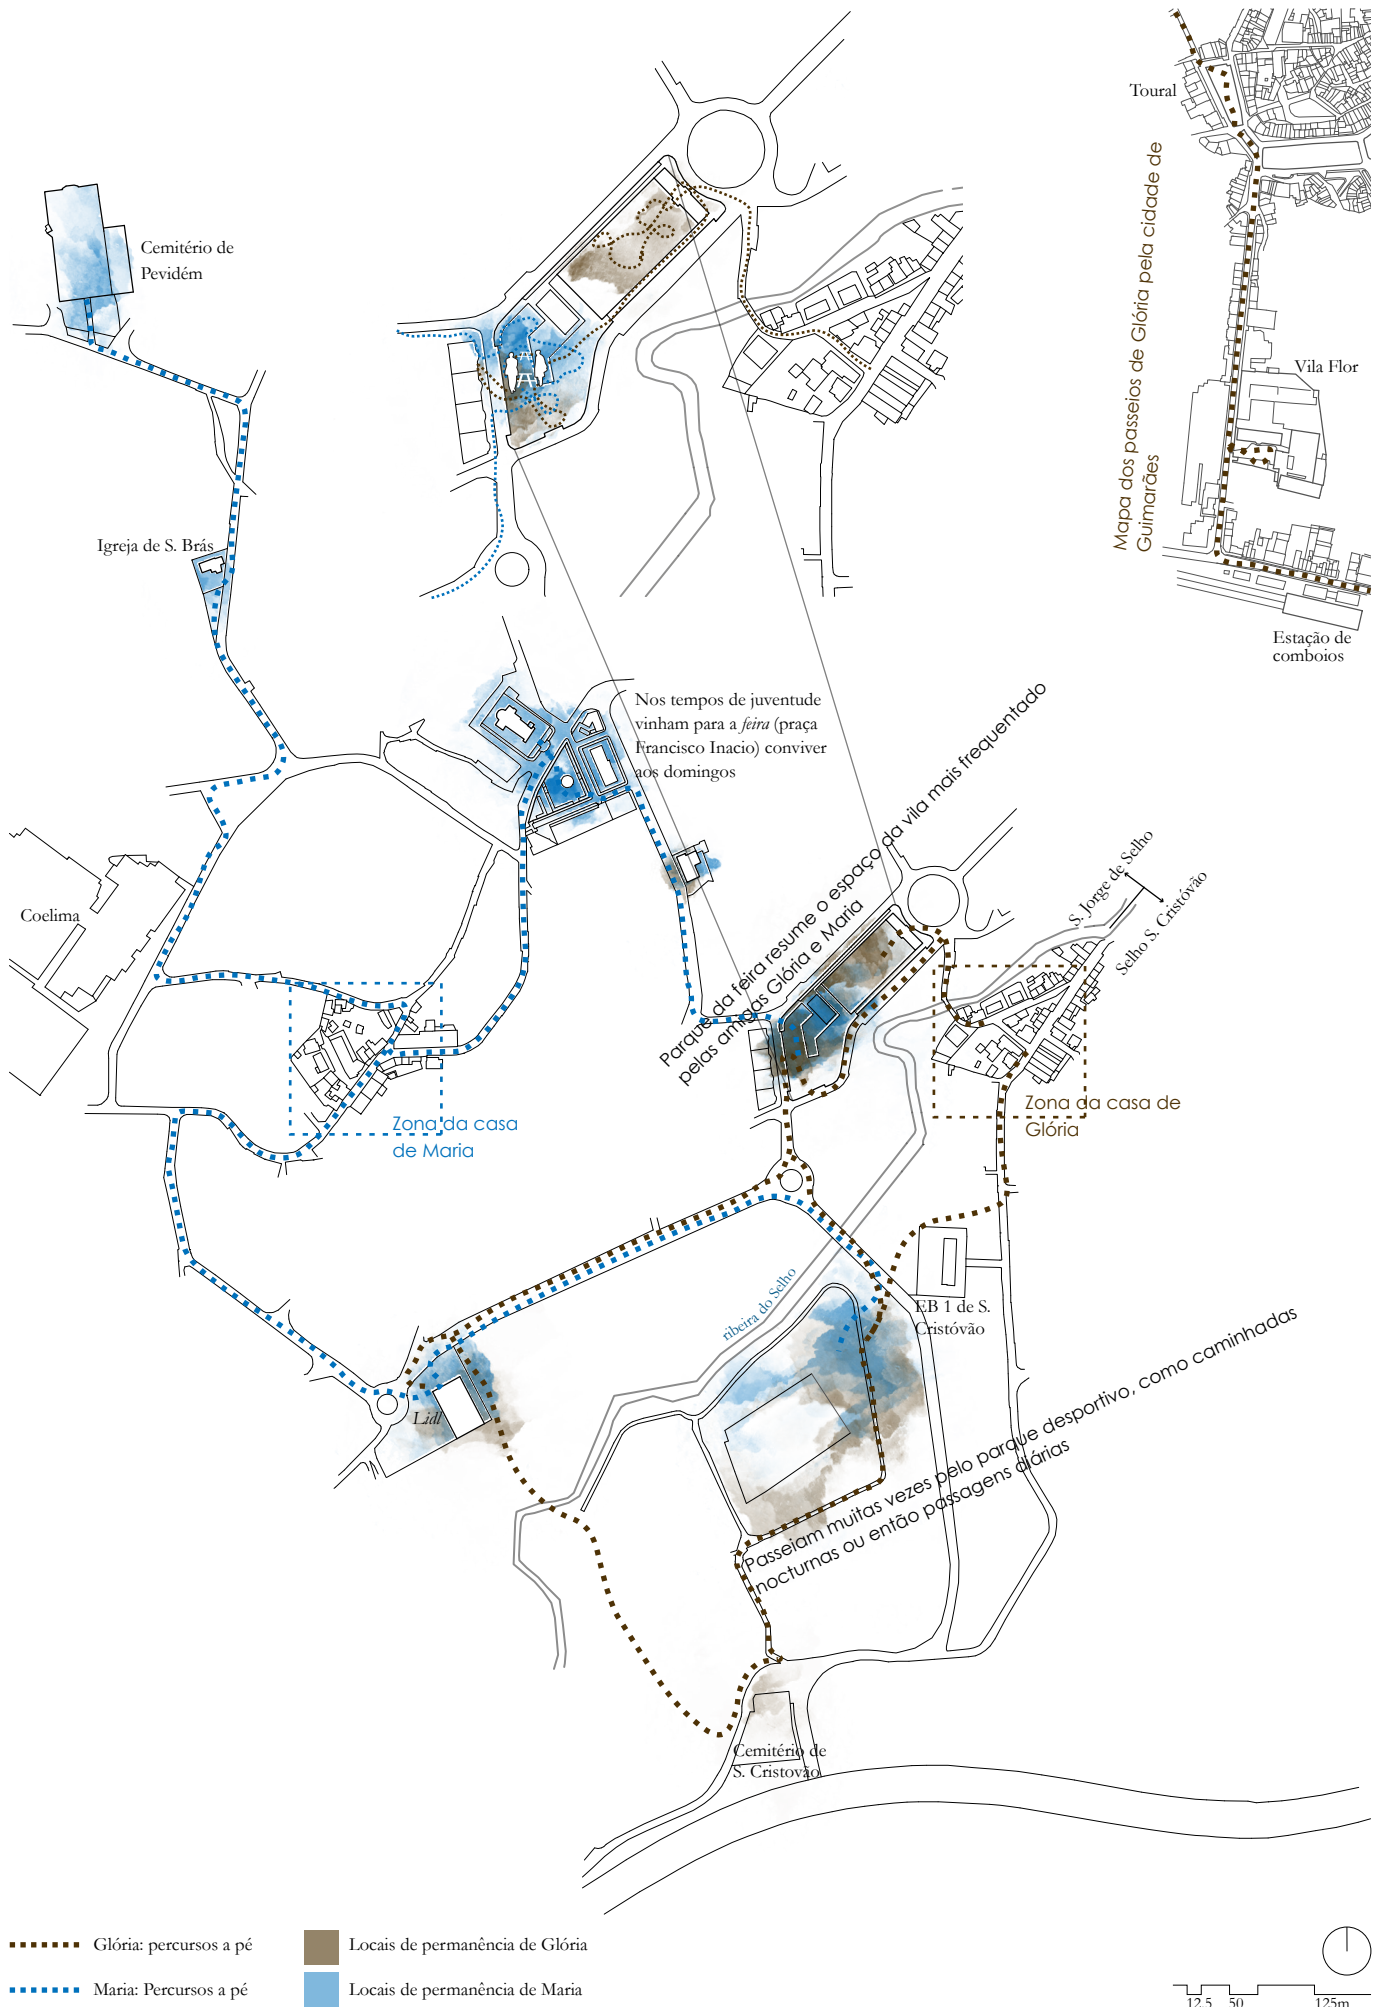 Toural
Mapa dos passeios de Glória pela cidade de
Guimarães
Cemitério de
Pevidém
Vila Flor
Igreja de S. Brás
Estação de
comboios
Nos tempos de juventude
vinham para a feira (praça
Francisco Inacio) conviver
aos domingos
Parque da feira resume o espaço da vila mais frequentado
pelas amigas Glória e Maria
S. Jorge de Selho
Selho S. Cristóvão
Coelima
Zona da casa
de Maria
Zona da casa de
Glória
ribeira do Selho
EB 1 de S.
Cristóvão
Lidl
Passeiam muitas vezes pelo parque desportivo, como caminhadas
nocturnas ou então passagens diárias
Cemitério de
S. Cristovão
Glória: percursos a pé
Locais de permanência de Glória
Maria: Percursos a pé
Locais de permanência de Maria
12.5 50 125m